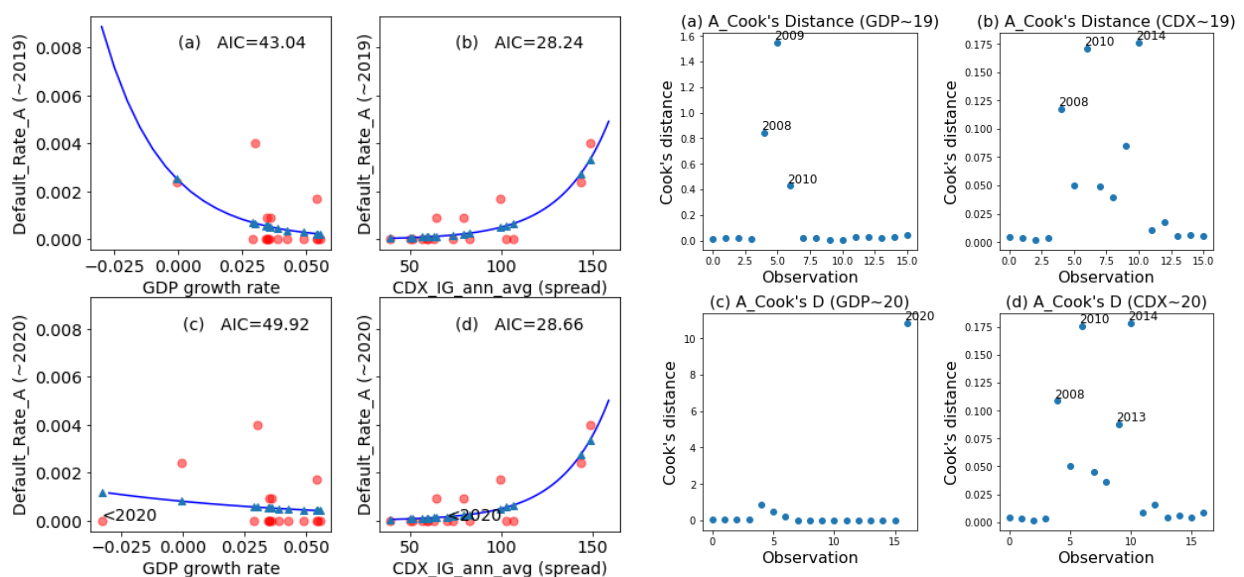 Default_Rate_A (~2019)
0.008
0.006
0.004
0.002
0.000
(a) AIC=43.04
−0.025 0.000 0.025 0.050
GDP growth rate
Default_Rate_A (~2019)
(b) AIC=28.24
50 100 150
CDX_IG_ann_avg (spread)
Default_Rate_A (~2020)
0.008
0.006
0.004
0.002
0.000
(c) AIC=49.92
<2020
−0.025 0.000 0.025 0.050
GDP growth rate
Default_Rate_A (~2020)
(d) AIC=28.66
<2020
50 100 150
CDX_IG_ann_avg (spread)
(a) A_Cook's Distance (GDP~19)
Cook's distance
1.6
1.4
1.2
1.0
0.8
0.6
0.4
0.2
0.0
2009
2008
2010
0.0 2.5 5.0 7.5 10.0 12.5 15.0
Observation
(b) A_Cook's Distance (CDX~19)
Cook's distance
0.175
0.150
0.125
0.100
0.075
0.050
0.025
0.000
2014
2010
2008
0.0 2.5 5.0 7.5 10.0 12.5 15.0
Observation
(c) A_Cook's D (GDP~20)
Cook's distance
10
8
6
4
2
0
2020
0 5 10 15
Observation
(d) A_Cook's D (CDX~20)
Cook's distance
0.175
0.150
0.125
0.100
0.075
0.050
0.025
0.000
2014
2010
2008
2013
0 5 10 15
Observation